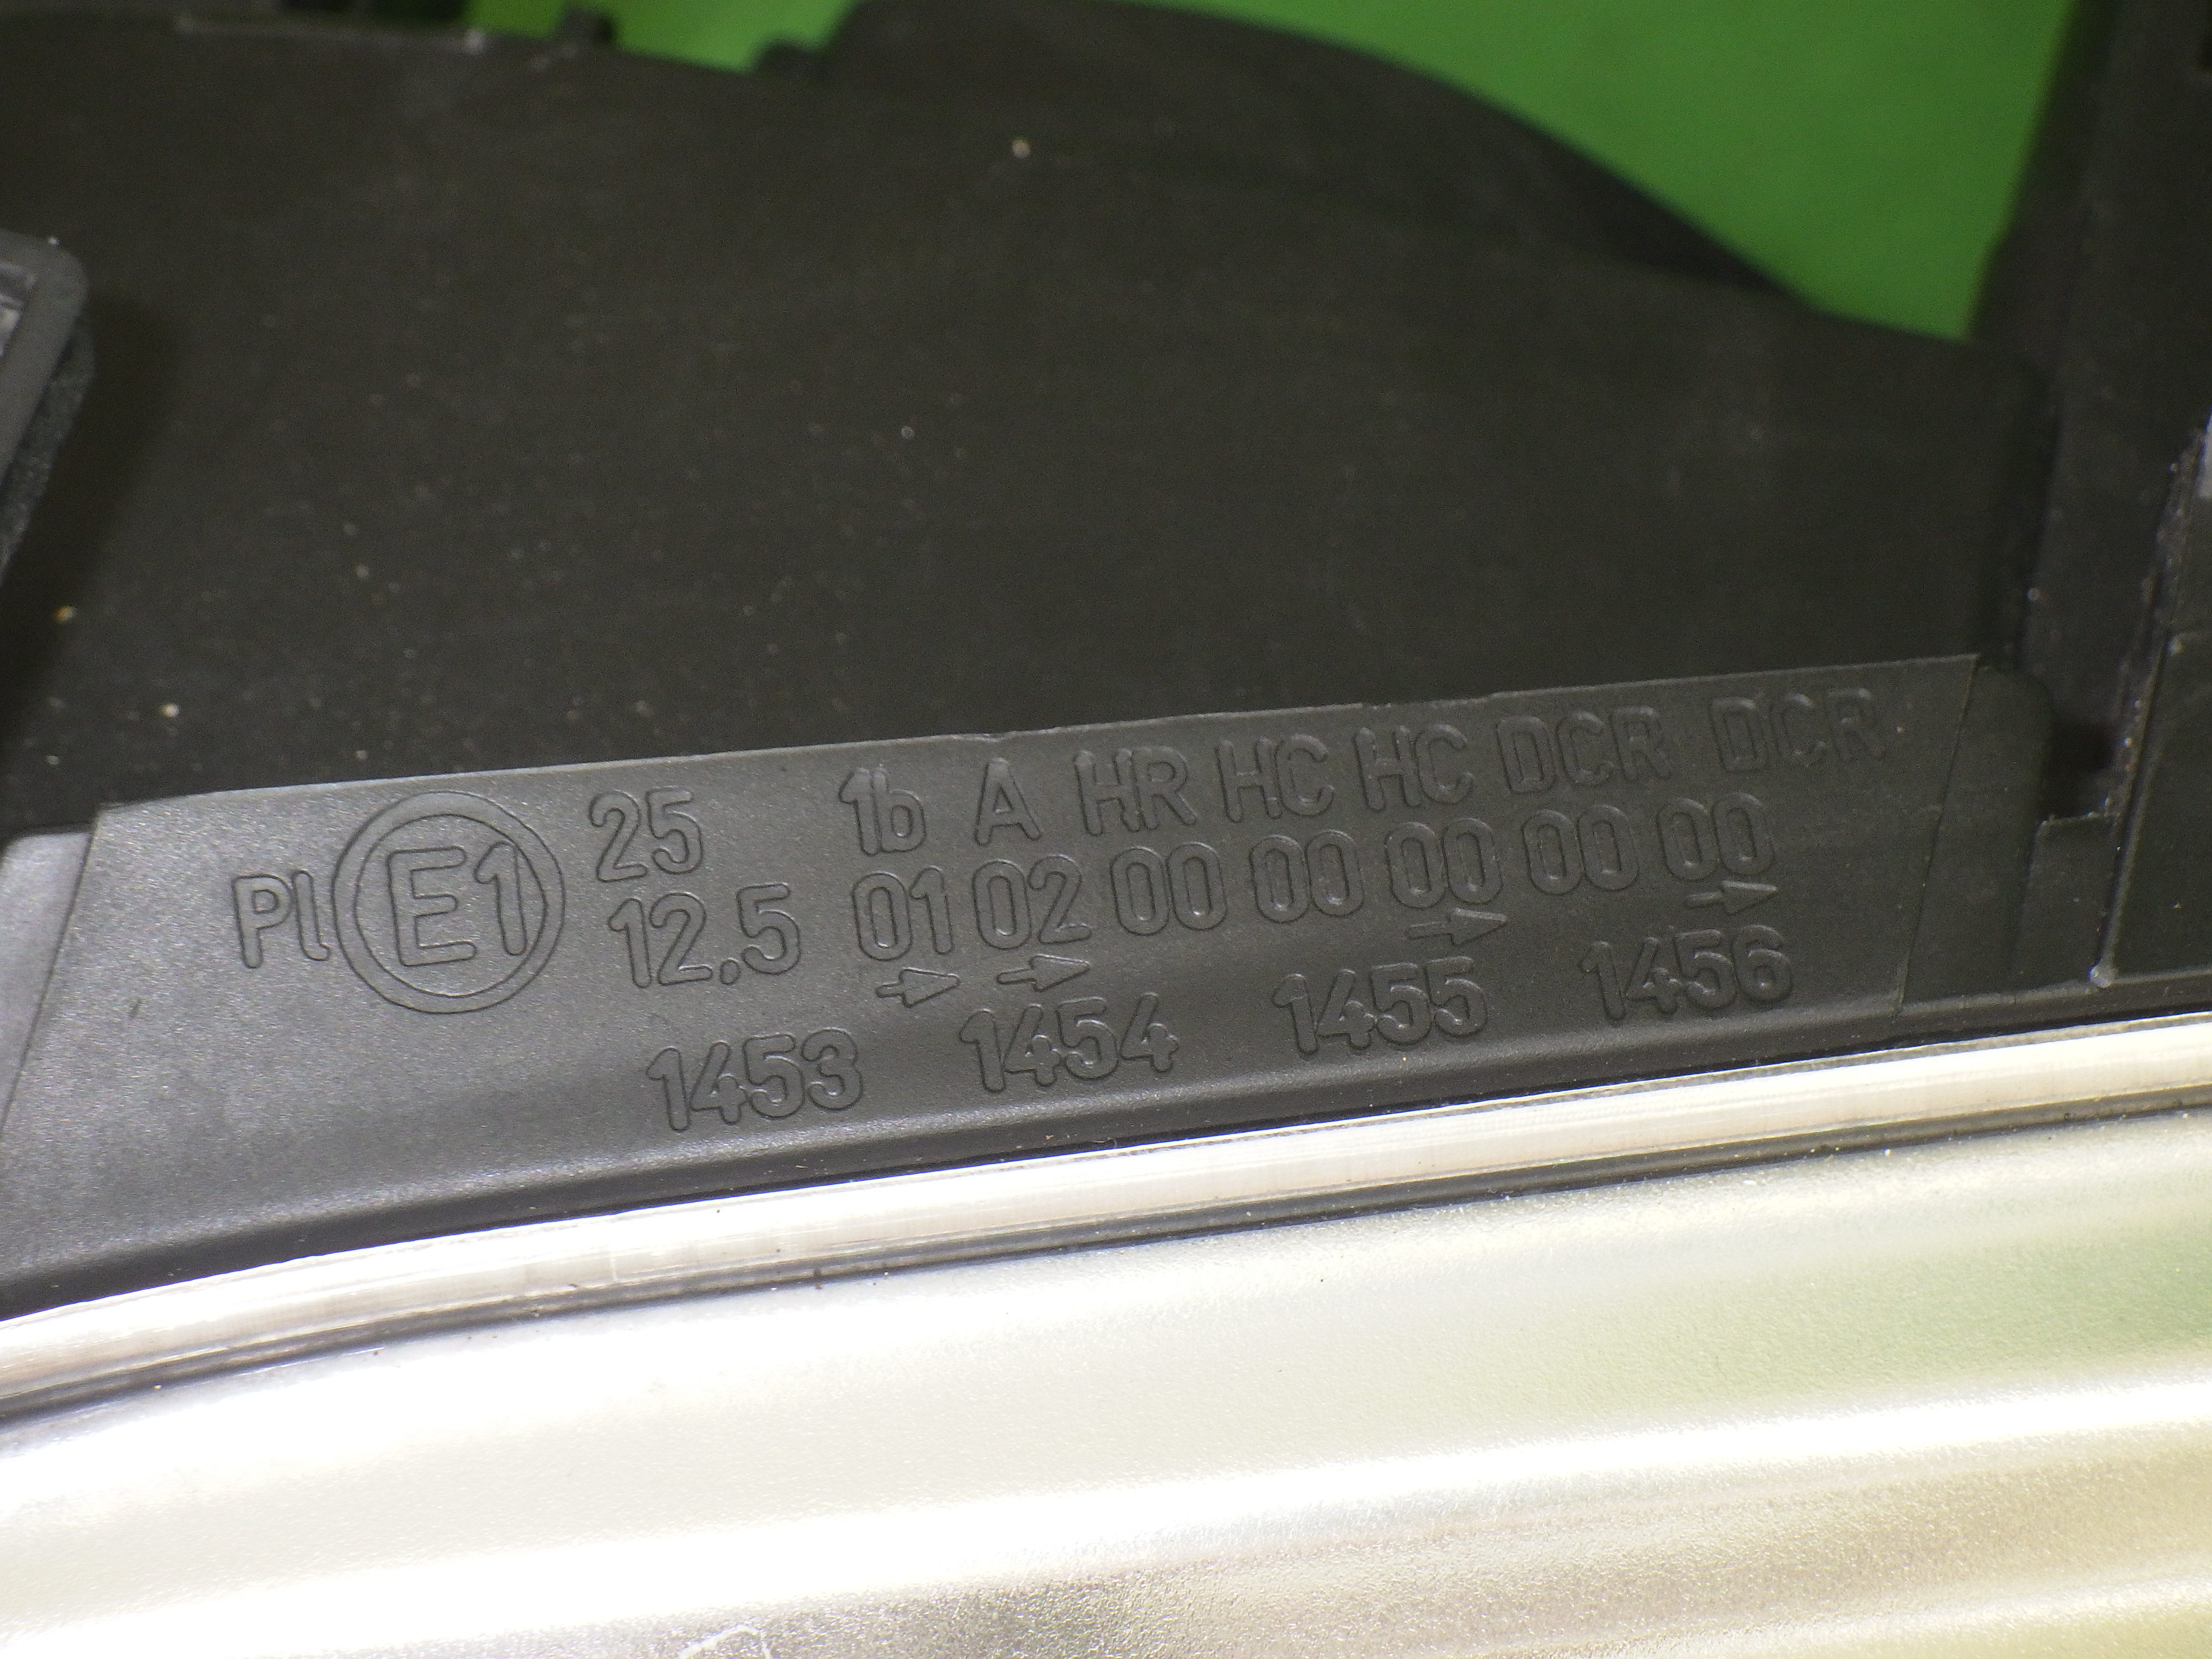 Pl E1 25 1b A HR HC HC DCR DCR
12.5 01 02 00 00 00 00 00
→ → → →
1453 1454 1455 1456